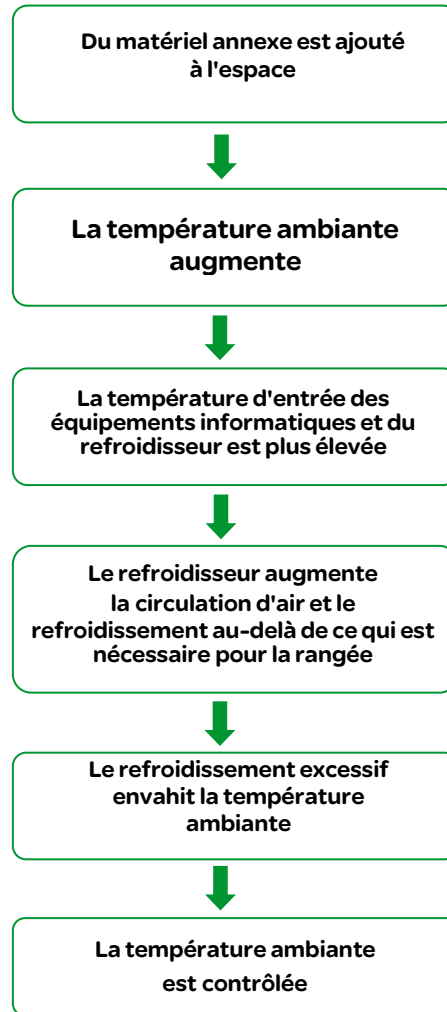 Du matériel annexe est ajouté
à l'espace
La température ambiante
augmente
La température d'entrée des
équipements informatiques et du
refroidisseur est plus élevée
Le refroidisseur augmente
la circulation d'air et le
refroidissement au-delà de ce qui est
nécessaire pour la rangée
Le refroidissement excessif
envahit la température
ambiante
La température ambiante
est contrôlée